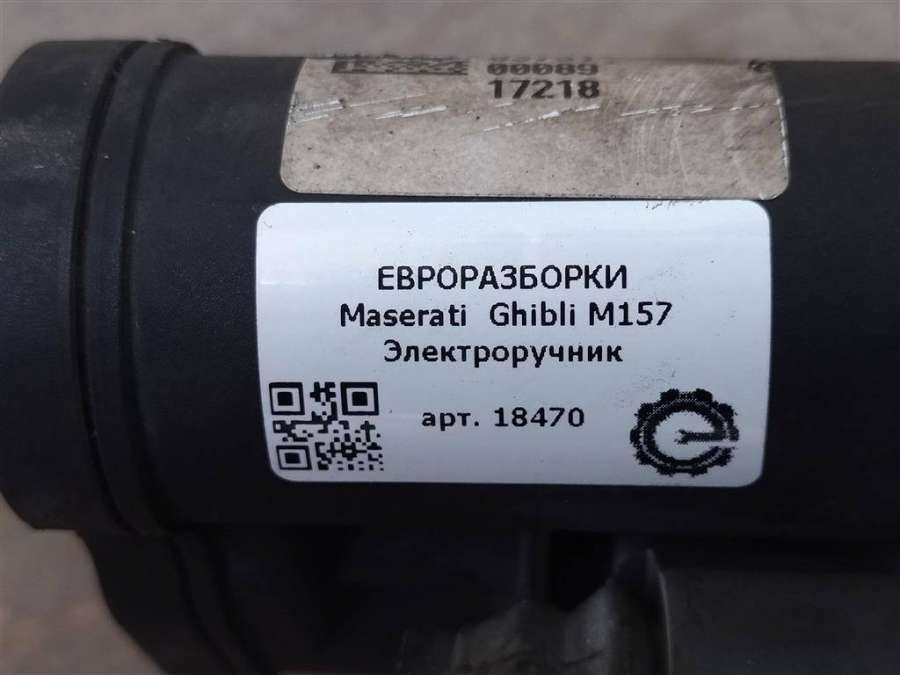 00089
17218
ЕВРОРАЗБОРКИ
Maserati Ghibli M157
Электроручник
арт. 18470